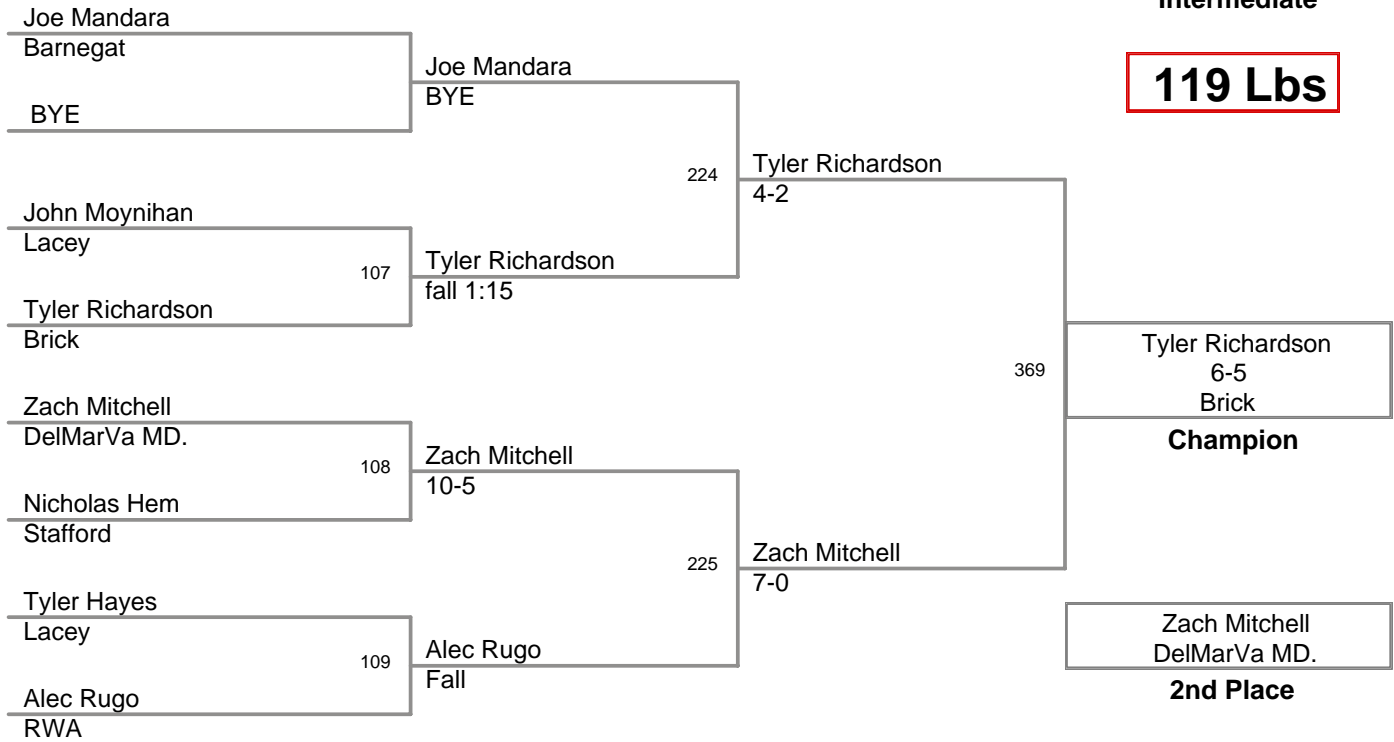 Intermediate
119 Lbs
Joe Mandara
Barnegat
BYE
John Moynihan
Lacey
107
Tyler Richardson
Brick
Zach Mitchell
DelMarVa MD.
108
Nicholas Hem
Stafford
Tyler Hayes
Lacey
109
Alec Rugo
RWA
Joe Mandara
BYE
224
Tyler Richardson
fall 1:15
Zach Mitchell
10-5
225
Alec Rugo
Fall
Tyler Richardson
4-2
369
Zach Mitchell
7-0
Tyler Richardson
6-5
Brick
Champion
Zach Mitchell
DelMarVa MD.
2nd Place